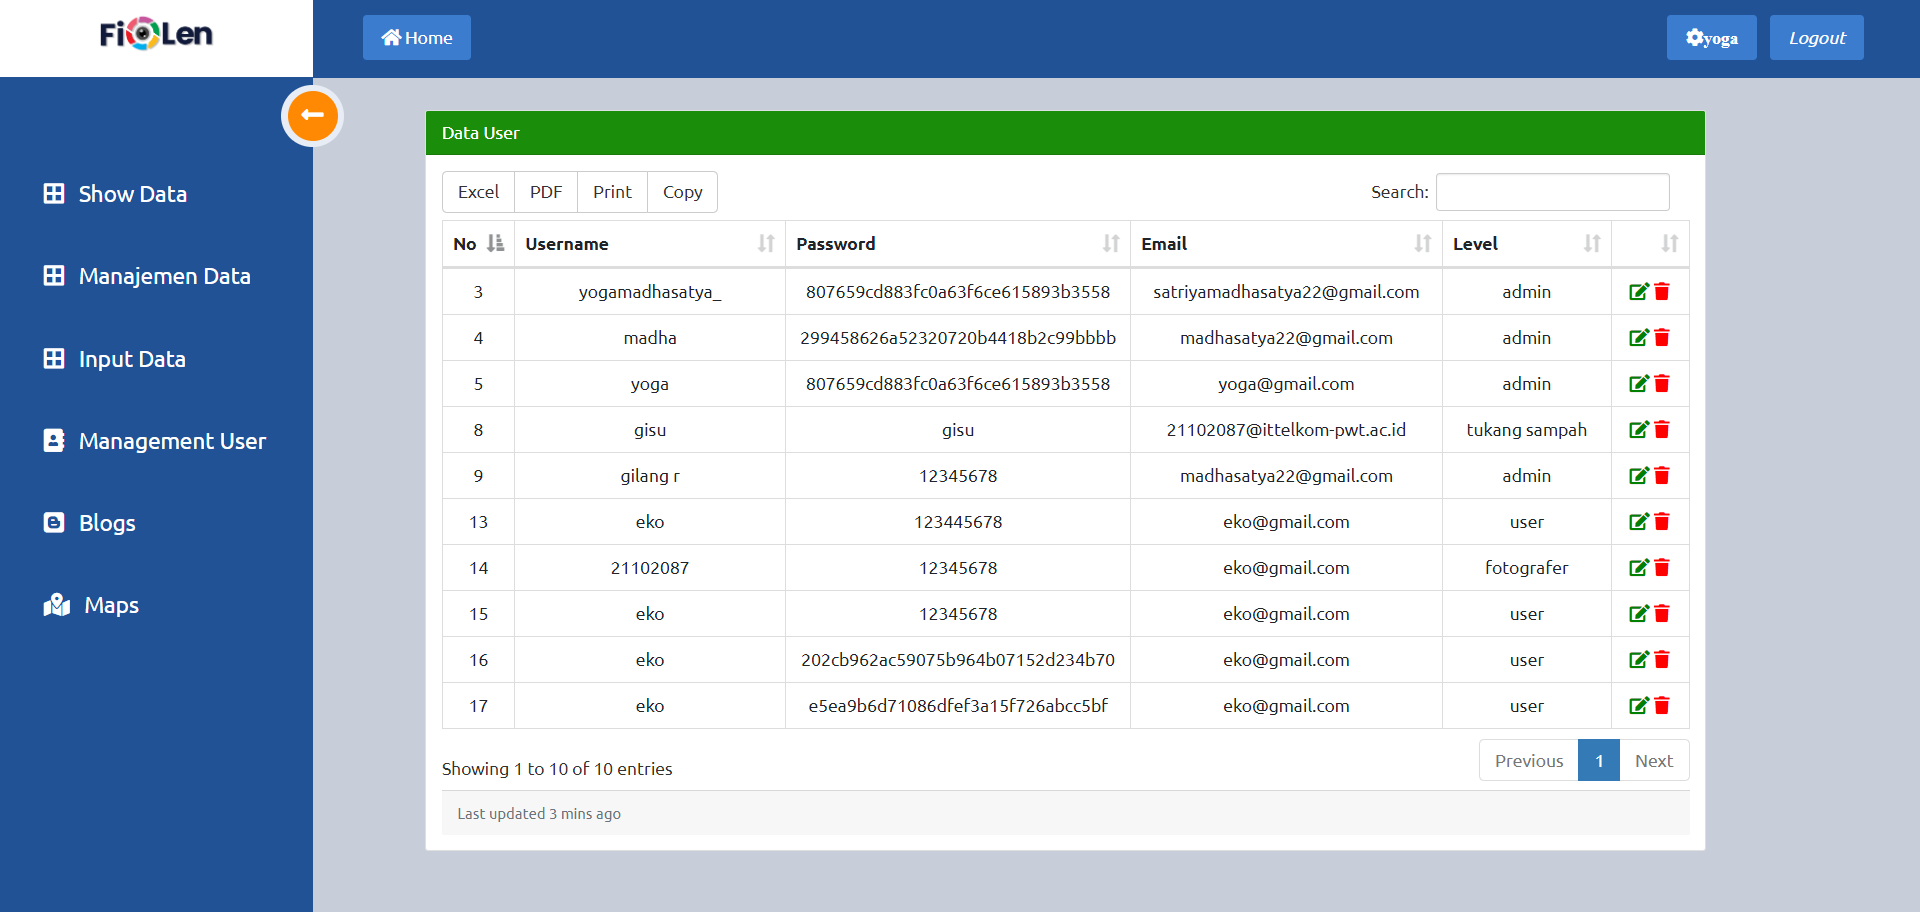 FiLen
Home
yoga
Logout
Show Data
Manajemen Data
Input Data
Management User
Blogs
Maps
Data User
Excel PDF Print Copy Search:
No Username Password Email Level
3 yogamadhasatya_ 807659cd883fc0a63f6ce615893b3558 satriyamadhasatya22@gmail.com admin
4 madha 299458626a52320720b4418b2c99bbbb madhasatya22@gmail.com admin
5 yoga 807659cd883fc0a63f6ce615893b3558 yoga@gmail.com admin
8 gisu gisu 21102087@ittelkom-pwt.ac.id tukang sampah
9 gilang r 12345678 madhasatya22@gmail.com admin
13 eko 123445678 eko@gmail.com user
14 21102087 12345678 eko@gmail.com fotografer
15 eko 12345678 eko@gmail.com user
16 eko 202cb962ac59075b964b07152d234b70 eko@gmail.com user
17 eko e5ea9b6d71086dfef3a15f726abcc5bf eko@gmail.com user
Showing 1 to 10 of 10 entries
Previous 1 Next
Last updated 3 mins ago